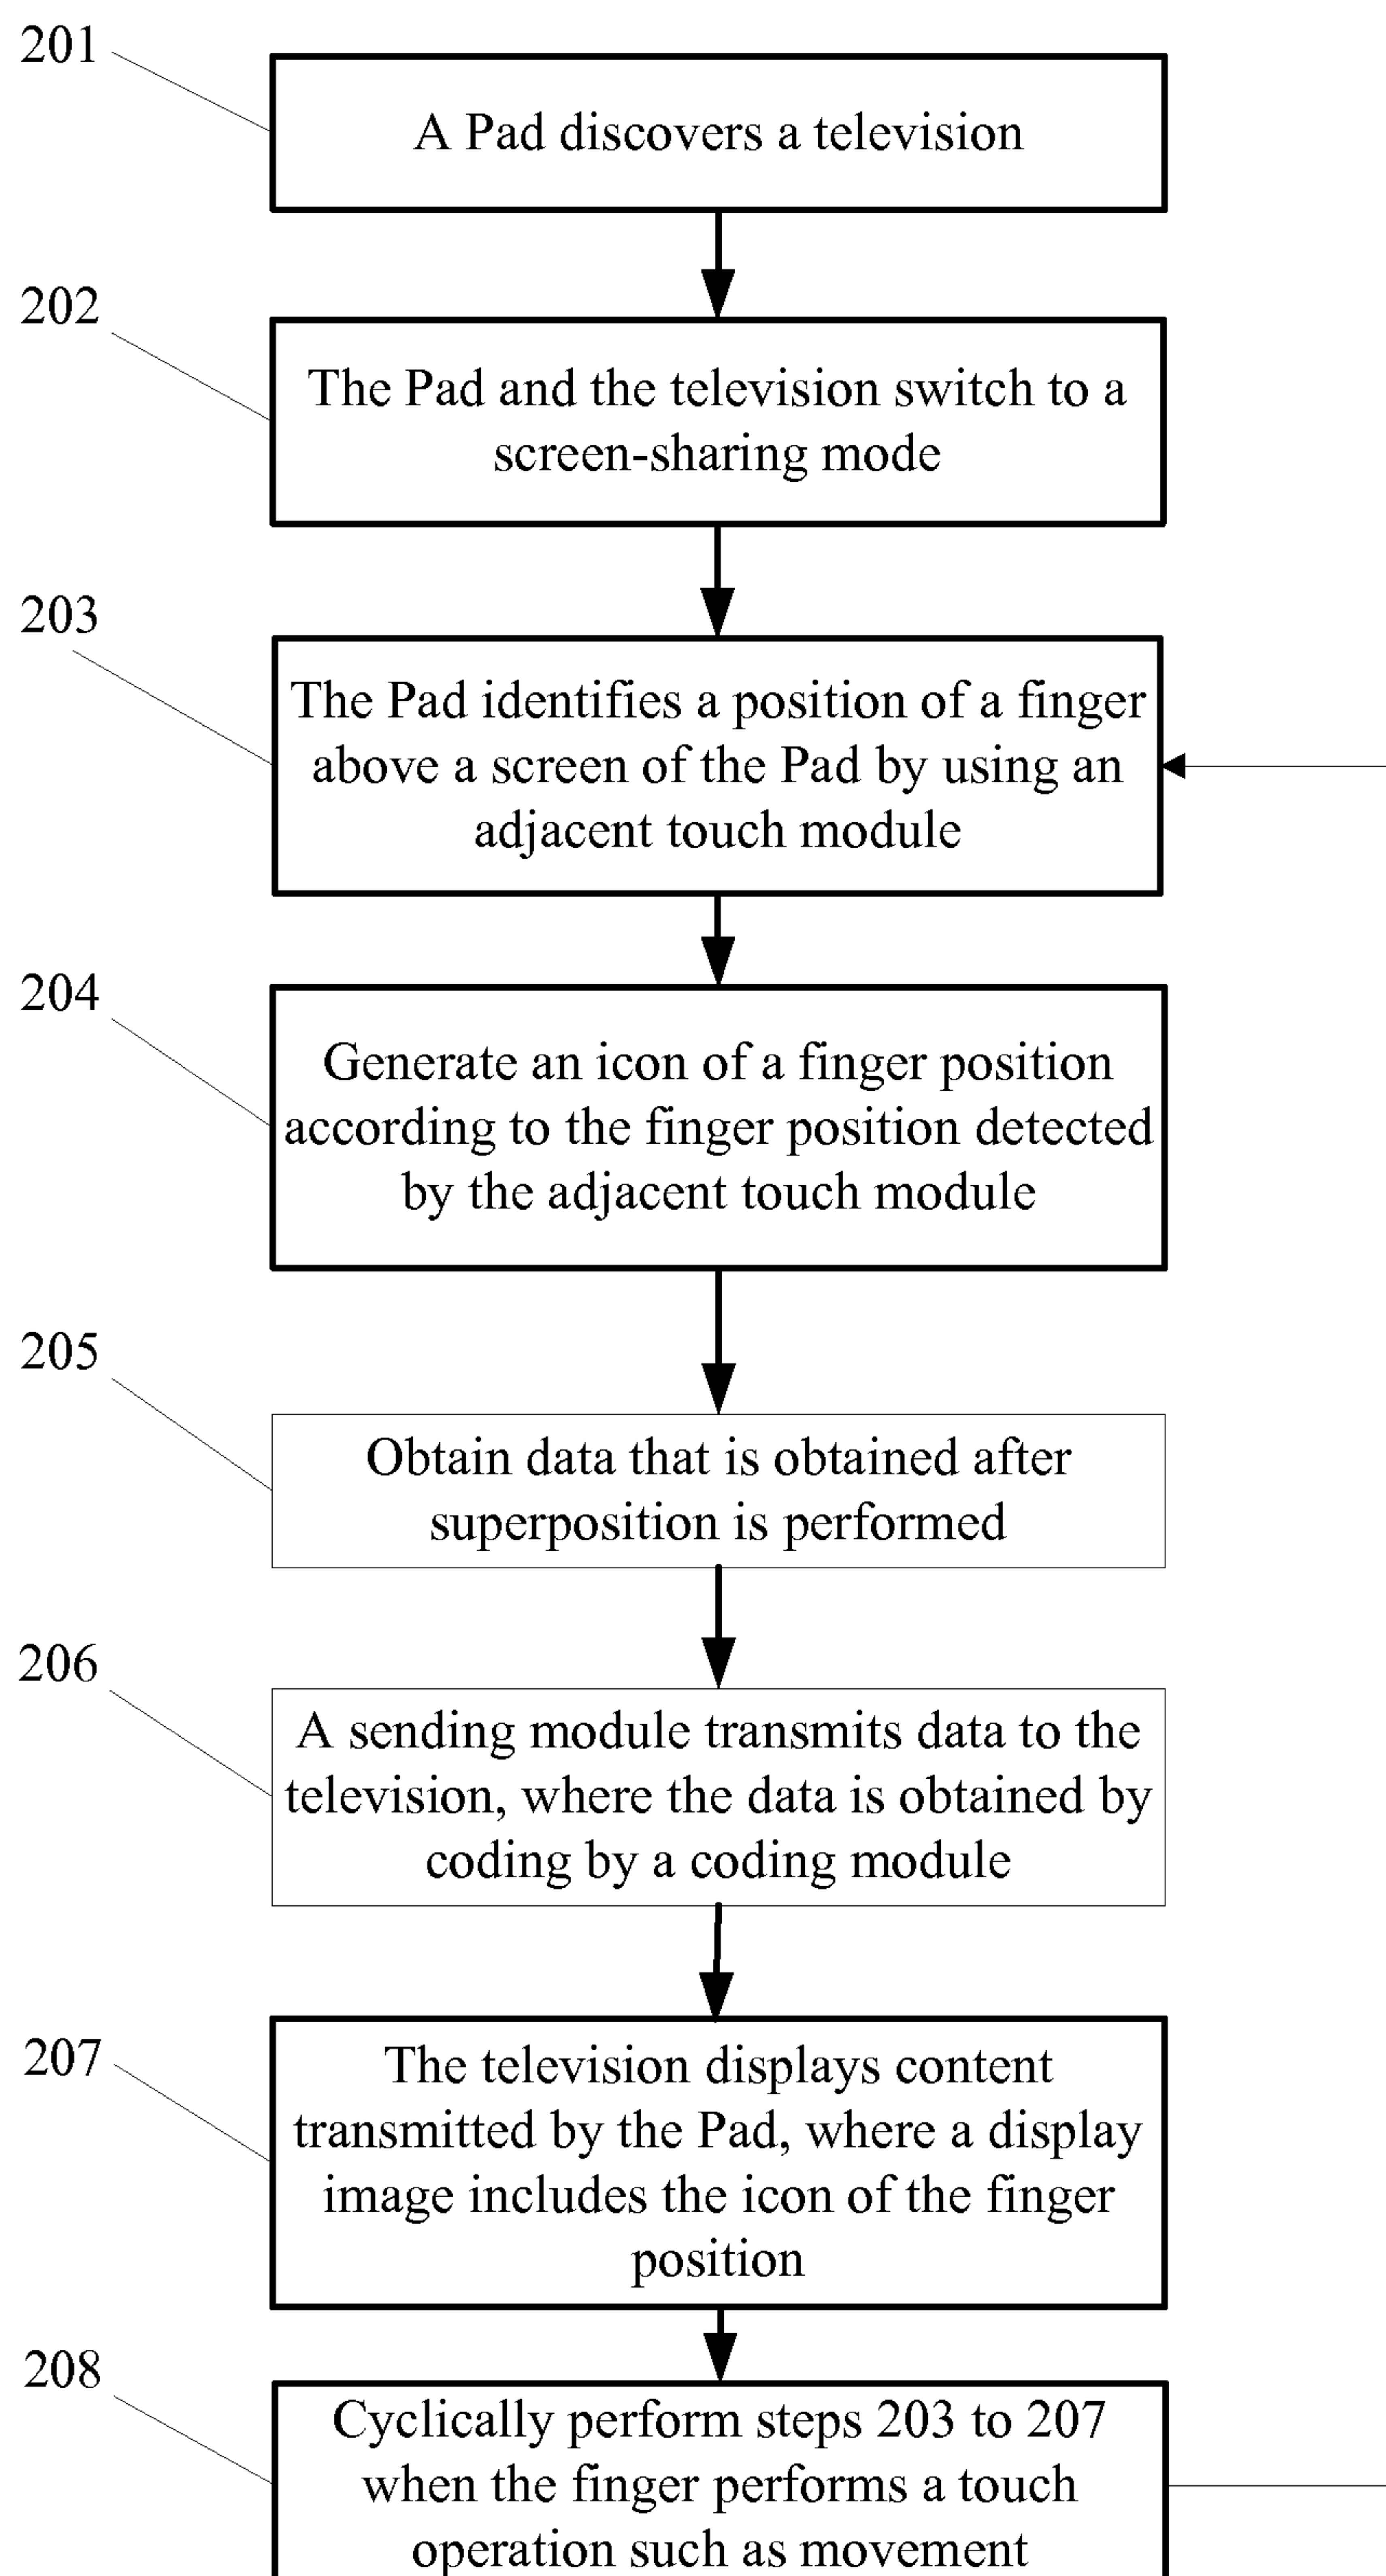 201
A Pad discovers a television
202
The Pad and the television switch to a
screen-sharing mode
203
The Pad identifies a position of a finger
above a screen of the Pad by using an
adjacent touch module
204
Generate an icon of a finger position
according to the finger position detected
by the adjacent touch module
205
Obtain data that is obtained after
superposition is performed
206
A sending module transmits data to the
television, where the data is obtained by
coding by a coding module
207
The television displays content
transmitted by the Pad, where a display
image includes the icon of the finger
position
208
Cyclically perform steps 203 to 207
when the finger performs a touch
operation such as movement